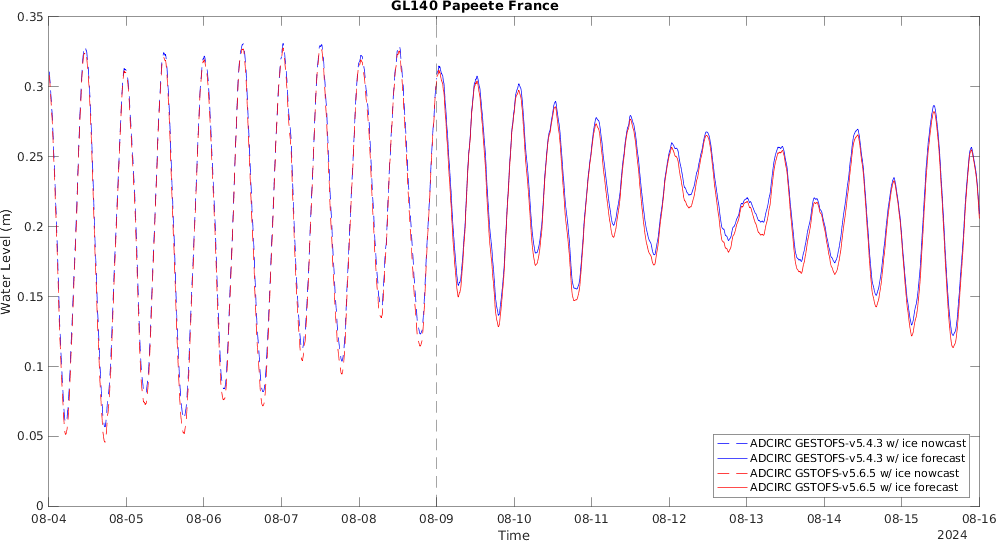 GL140 Papeete France
0.35
0.3
0.25
0.2
0.15
0.1
0.05
0
Water Level (m)
08-04 08-05 08-06 08-07 08-08 08-09 08-10 08-11 08-12 08-13 08-14 08-15 08-16
Time
2024
ADCIRC GESTOFS-v5.4.3 w/ ice nowcast
ADCIRC GESTOFS-v5.4.3 w/ ice forecast
ADCIRC GSTOFS-v5.6.5 w/ ice nowcast
ADCIRC GSTOFS-v5.6.5 w/ ice forecast